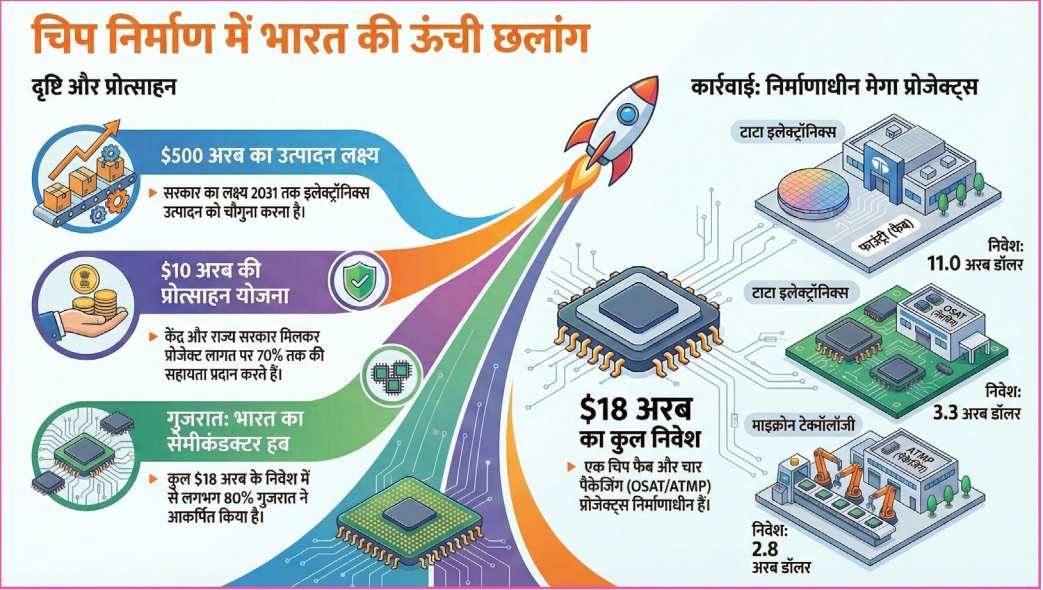 चिप निर्माण में भारत की ऊंची छलांग
दृष्टि और प्रोत्साहन
$500 अरब का उत्पादन लक्ष्य
सरकार का लक्ष्य 2031 तक इलेक्ट्रॉनिक्स
उत्पादन को चौगुना करना है।
$10 अरब की
प्रोत्साहन योजना
केंद्र और राज्य सरकार मिलकर
प्रोजेक्ट लागत पर 70% तक की
सहायता प्रदान करते हैं।
गुजरात: भारत का
सेमीकंडक्टर हब
कुल $18 अरब के निवेश में
से लगभग 80% गुजरात ने
आकर्षित किया है।
$18 अरब
का कुल निवेश
एक चिप फैब और चार
पैकेजिंग (OSAT/ATMP)
प्रोजेक्ट्स निर्माणाधीन हैं।
कार्रवाई: निर्माणाधीन मेगा प्रोजेक्ट्स
टाटा इलेक्ट्रॉनिक्स
फाउंड्री (फैब)
निवेश:
11.0 अरब डॉलर
टाटा इलेक्ट्रॉनिक्स
OSAT
निवेश:
3.3 अरब डॉलर
माइक्रोन टेक्नॉलॉजी
ATMP
(पैकेजिंग)
निवेश:
2.8
अरब डॉलर